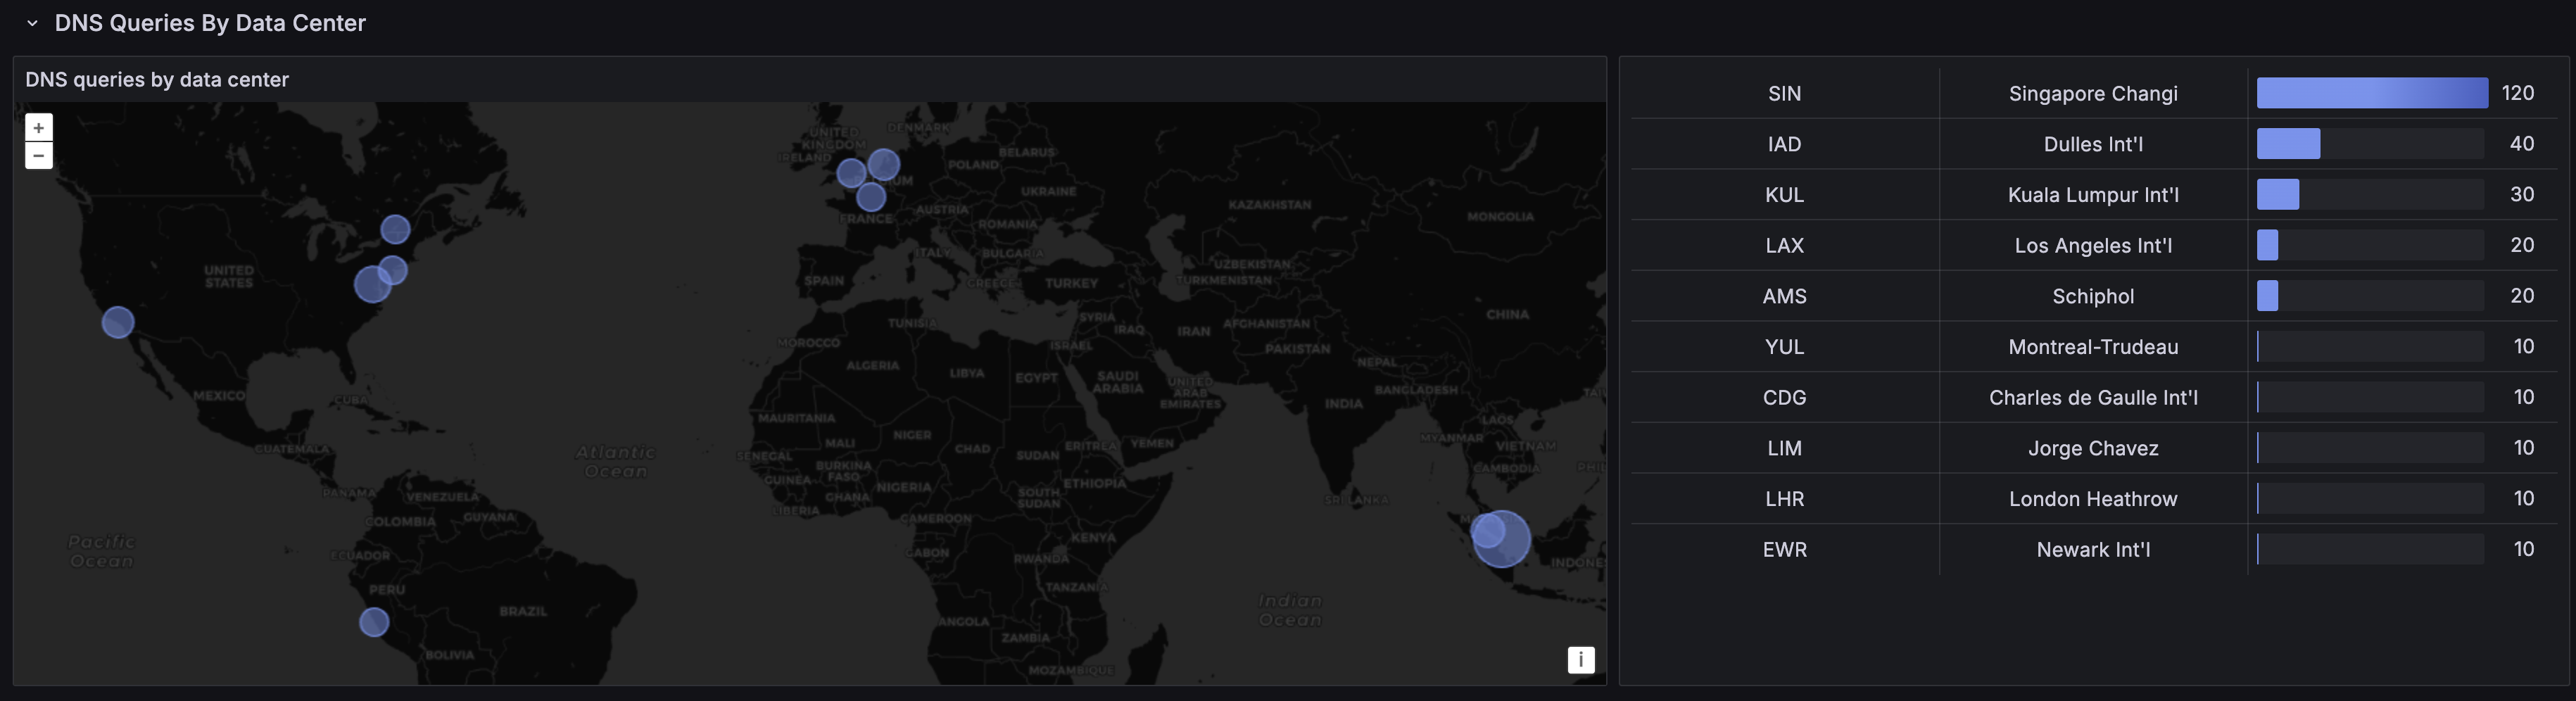 DNS Queries By Data Center
DNS queries by data center
+
−
UNITED
KINGDOM
DENMARK
IRELAND
BELARUS
POLAND
UKRAINE
FRANCE
AUSTRIA
ROMANIA
KAZAKHSTAN
MONGOLIA
ITALY
BULGARIA
UZBEKISTAN
TURKMENISTAN
UNITED
STATES
SPAIN
GREECE
TURKEY
CHINA
TUNISIA
SYRIA
IRAQ
IRAN
AFGHANISTAN
MOROCCO
ISRAEL
PAKISTAN
NEPAL
ALGERIA
LIBYA
EGYPT
SAUDI
ARABIA
UNITED
ARAB
EMIRATES
BANGLADESH
INDIA
MEXICO
CUBA
MAURITANIA
LAOS
MYANMAR
VIETNAM
GUATEMALA
Atlantic
Ocean
MALI
NIGER
CHAD
SUDAN
ERITREA
YEMEN
SENEGAL
BURKINA
FASO
CAMBODIA
GUINEA
GHANA
NIGERIA
SOUTH
SUDAN
ETHIOPIA
SRI LANKA
PANAMA
VENEZUELA
LIBERIA
COLOMBIA
GUYANA
CAMEROON
Pacific
Ocean
ECUADOR
GABON
RWANDA
KENYA
PERU
BRAZIL
TANZANIA
Indian
Ocean
ANGOLA
ZAMBIA
BOLIVIA
MOZAMBIQUE
i
SIN Singapore Changi 120
IAD Dulles Int'l 40
KUL Kuala Lumpur Int'l 30
LAX Los Angeles Int'l 20
AMS Schiphol 20
YUL Montreal-Trudeau 10
CDG Charles de Gaulle Int'l 10
LIM Jorge Chavez 10
LHR London Heathrow 10
EWR Newark Int'l 10